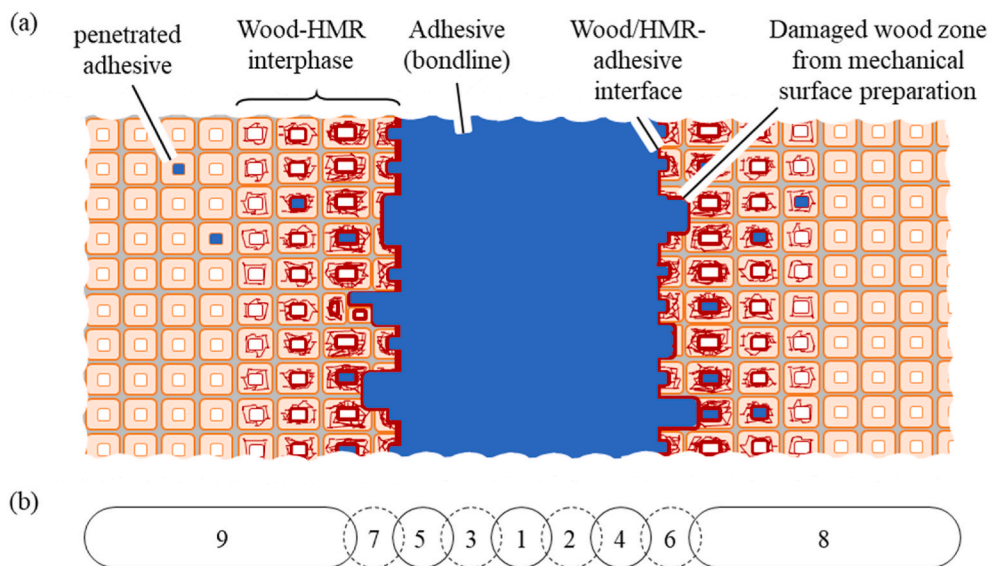 (a)
penetrated
adhesive
Wood-HMR
interphase
Adhesive
(bondline)
Wood/HMR-
adhesive
interface
Damaged wood zone
from mechanical
surface preparation
(b)
9 7 5 3 1 2 4 6 8